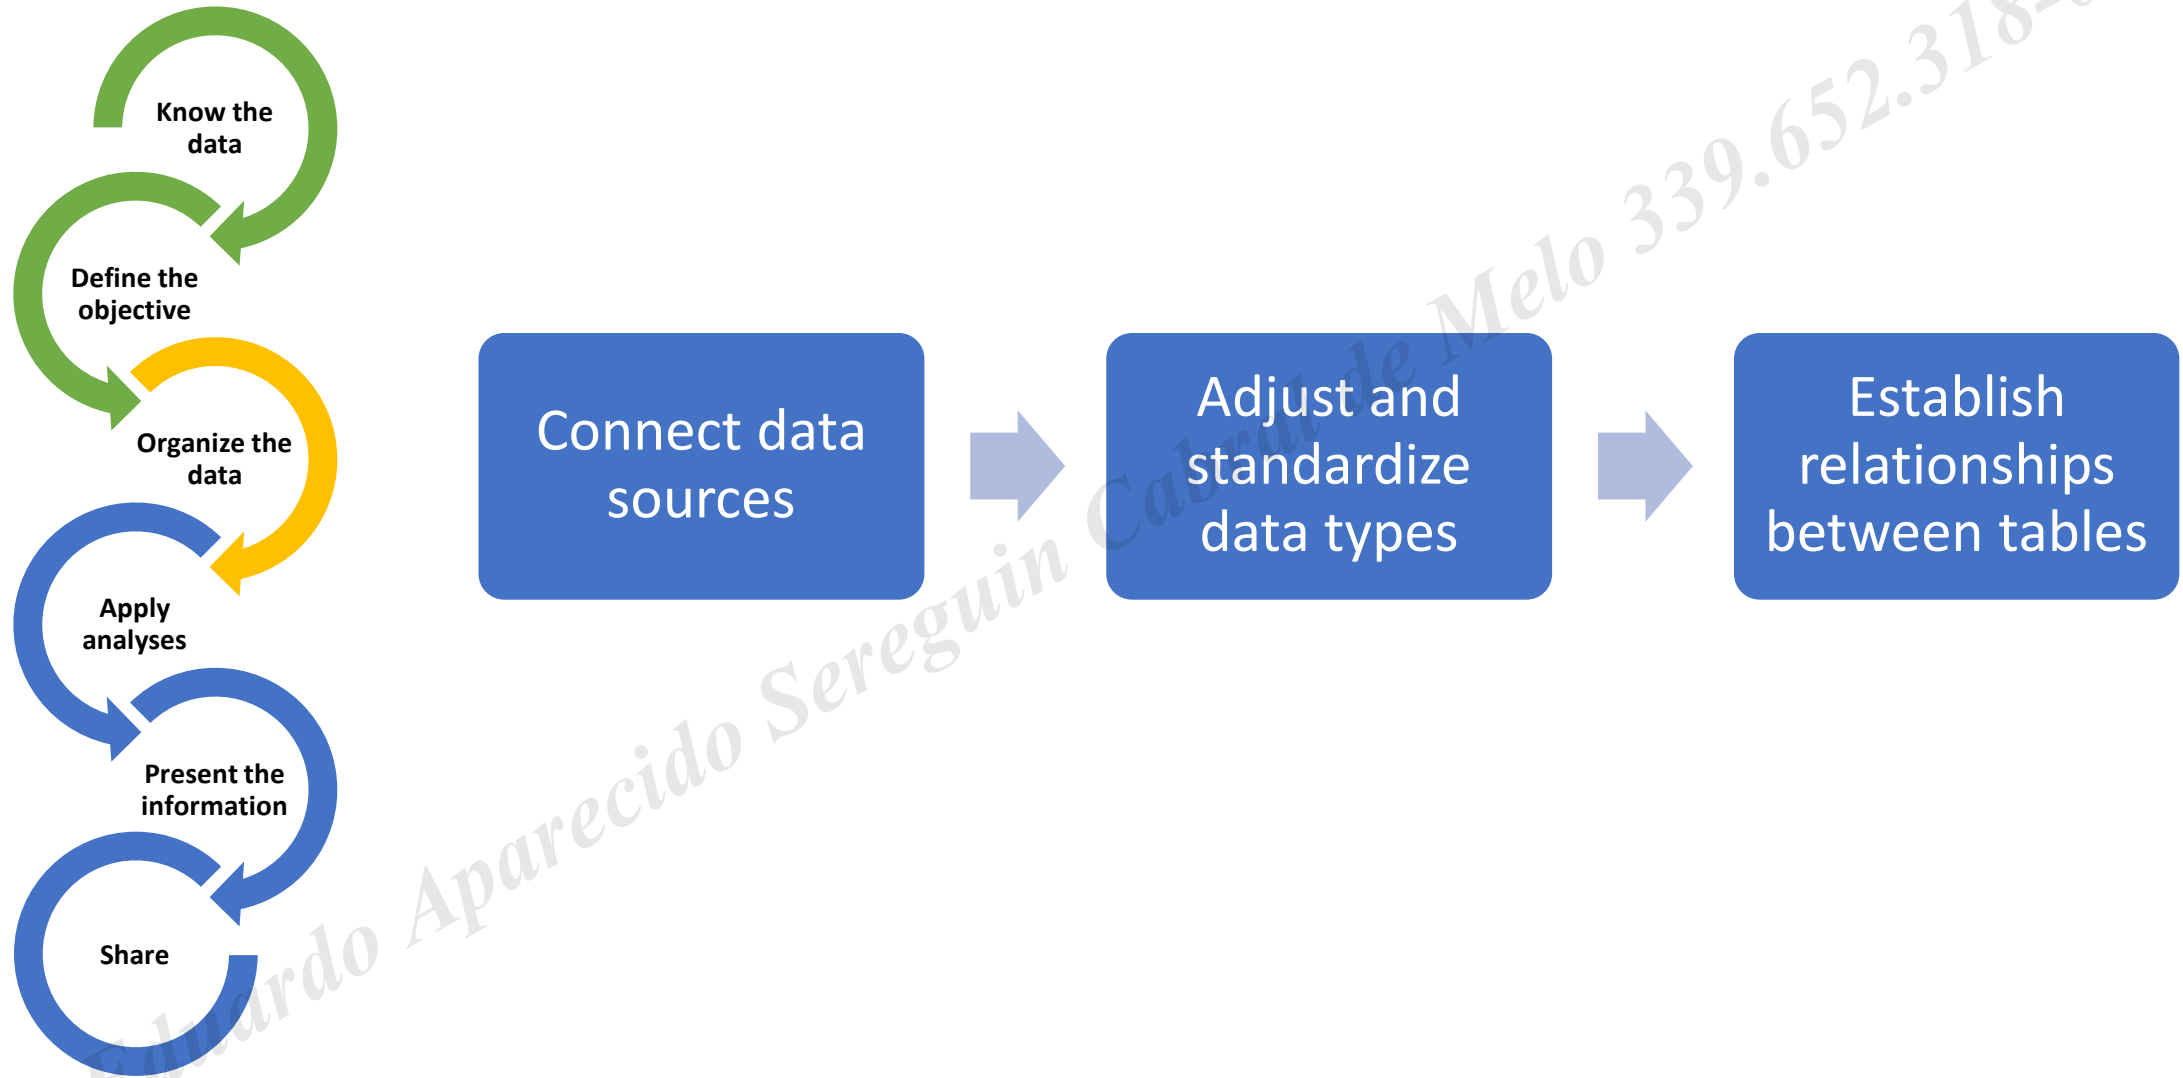 Know the
data
Define the
objective
Organize the
data
Apply
analyses
Present the
information
Share
Connect data
sources
Adjust and
standardize
data types
Establish
relationships
between tables
Eduardo Aparecido Sereguin Cabral de Melo 339.652.318-